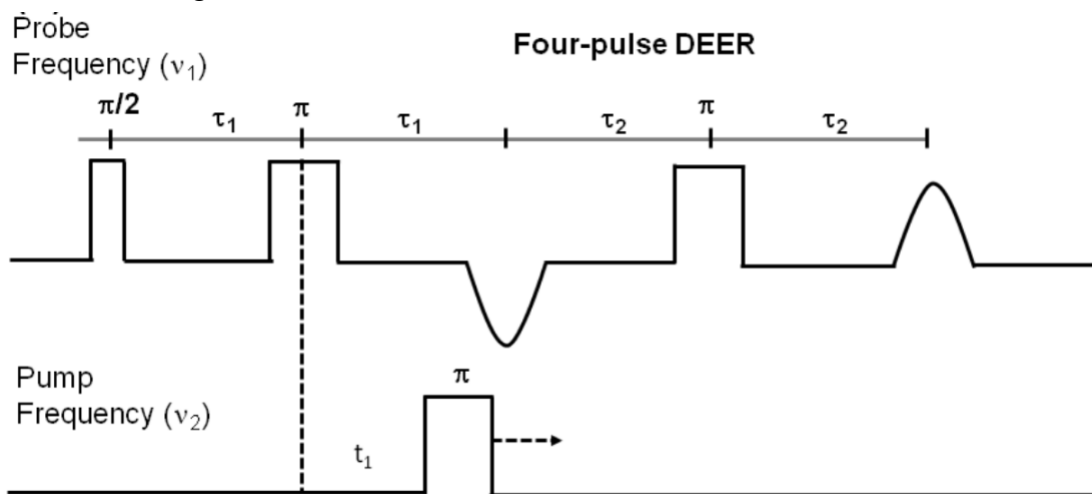 Probe
Frequency (ν₁)
Four-pulse DEER
π/2 τ₁ π τ₁ τ₂ π τ₂
π
Pump
Frequency (ν₂)
t₁